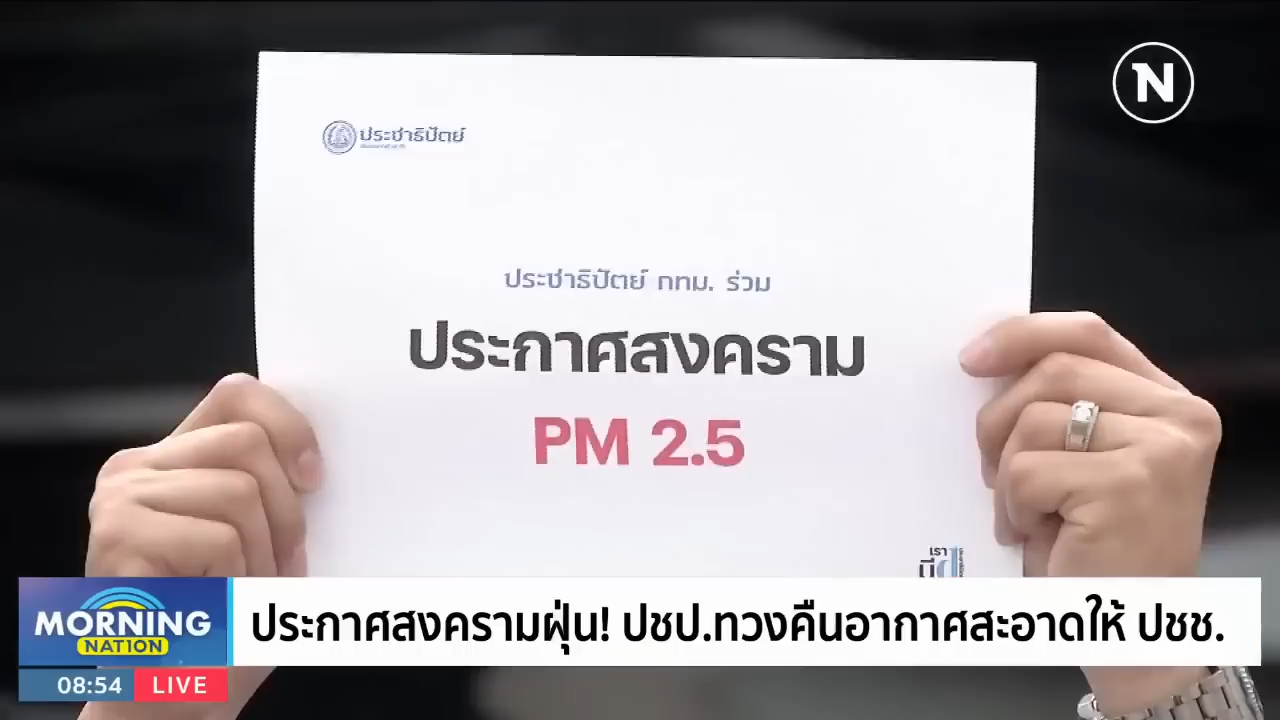 N
ประชาธิปัตย์
ประชาธิปัตย์ กทม. ร่วม
ประกาศสงคราม
PM 2.5
เรา
MORNING
NATION
ประกาศสงครามฝุ่น! ปชป.ทวงคืนอากาศสะอาดให้ ปชช.
08:54 LIVE